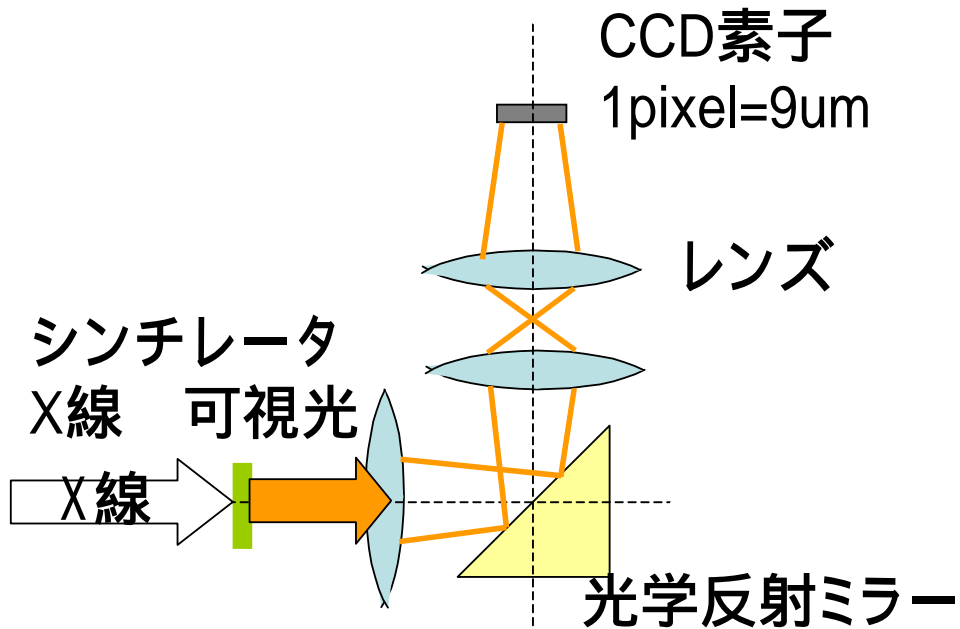 CCD素子
1pixel=9um
レンズ
シンチレータ
X線　可視光
X線
光学反射ミラー